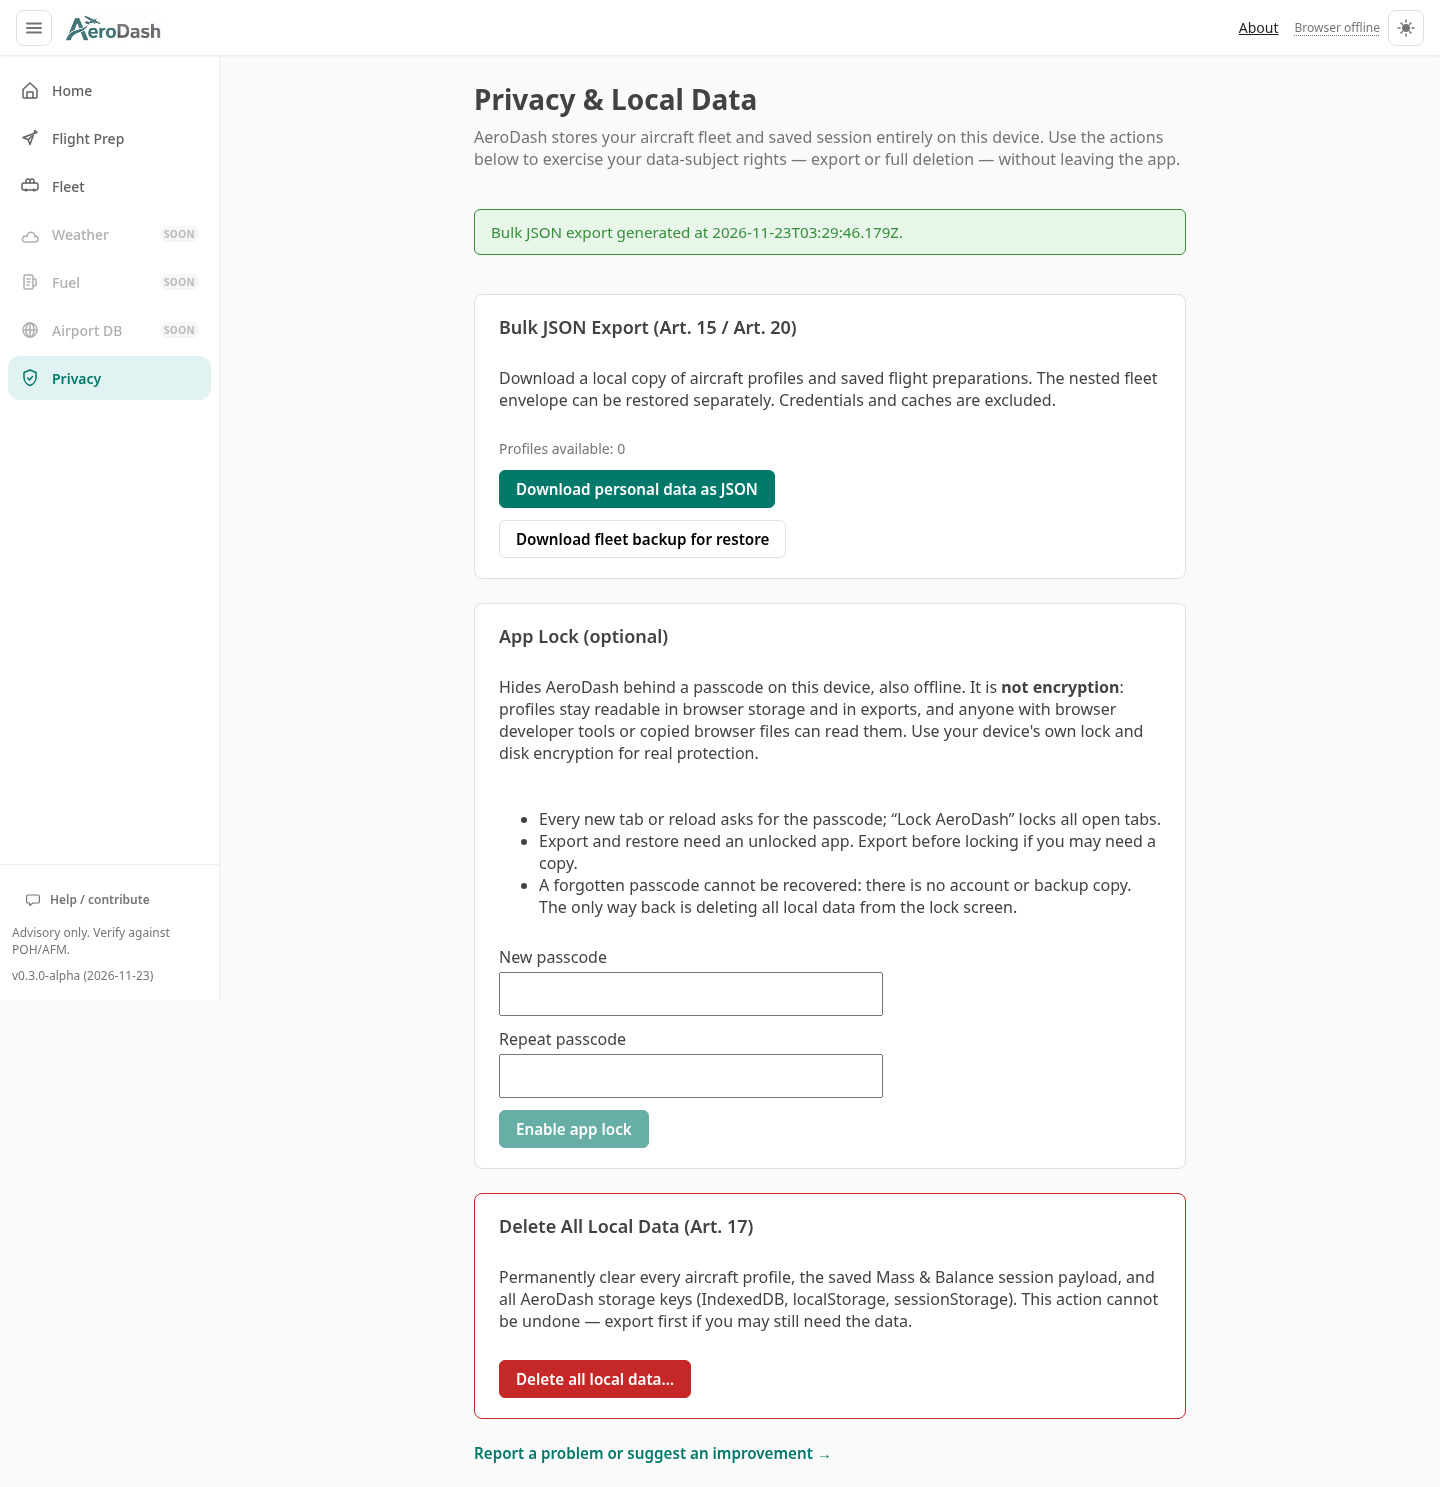 AeroDash
About
Browser offline
Home
Flight Prep
Fleet
Weather
SOON
Fuel
SOON
Airport DB
SOON
Privacy
Help / contribute
Advisory only. Verify against
POH/AFM.
v0.3.0-alpha (2026-11-23)
Privacy & Local Data
AeroDash stores your aircraft fleet and saved session entirely on this device. Use the actions
below to exercise your data-subject rights — export or full deletion — without leaving the app.
Bulk JSON export generated at 2026-11-23T03:29:46.179Z.
Bulk JSON Export (Art. 15 / Art. 20)
Download a local copy of aircraft profiles and saved flight preparations. The nested fleet
envelope can be restored separately. Credentials and caches are excluded.
Profiles available: 0
Download personal data as JSON
Download fleet backup for restore
App Lock (optional)
Hides AeroDash behind a passcode on this device, also offline. It is not encryption:
profiles stay readable in browser storage and in exports, and anyone with browser
developer tools or copied browser files can read them. Use your device's own lock and
disk encryption for real protection.
• Every new tab or reload asks for the passcode; “Lock AeroDash” locks all open tabs.
• Export and restore need an unlocked app. Export before locking if you may need a
copy.
• A forgotten passcode cannot be recovered: there is no account or backup copy.
The only way back is deleting all local data from the lock screen.
New passcode
Repeat passcode
Enable app lock
Delete All Local Data (Art. 17)
Permanently clear every aircraft profile, the saved Mass & Balance session payload, and
all AeroDash storage keys (IndexedDB, localStorage, sessionStorage). This action cannot
be undone — export first if you may still need the data.
Delete all local data…
Report a problem or suggest an improvement →